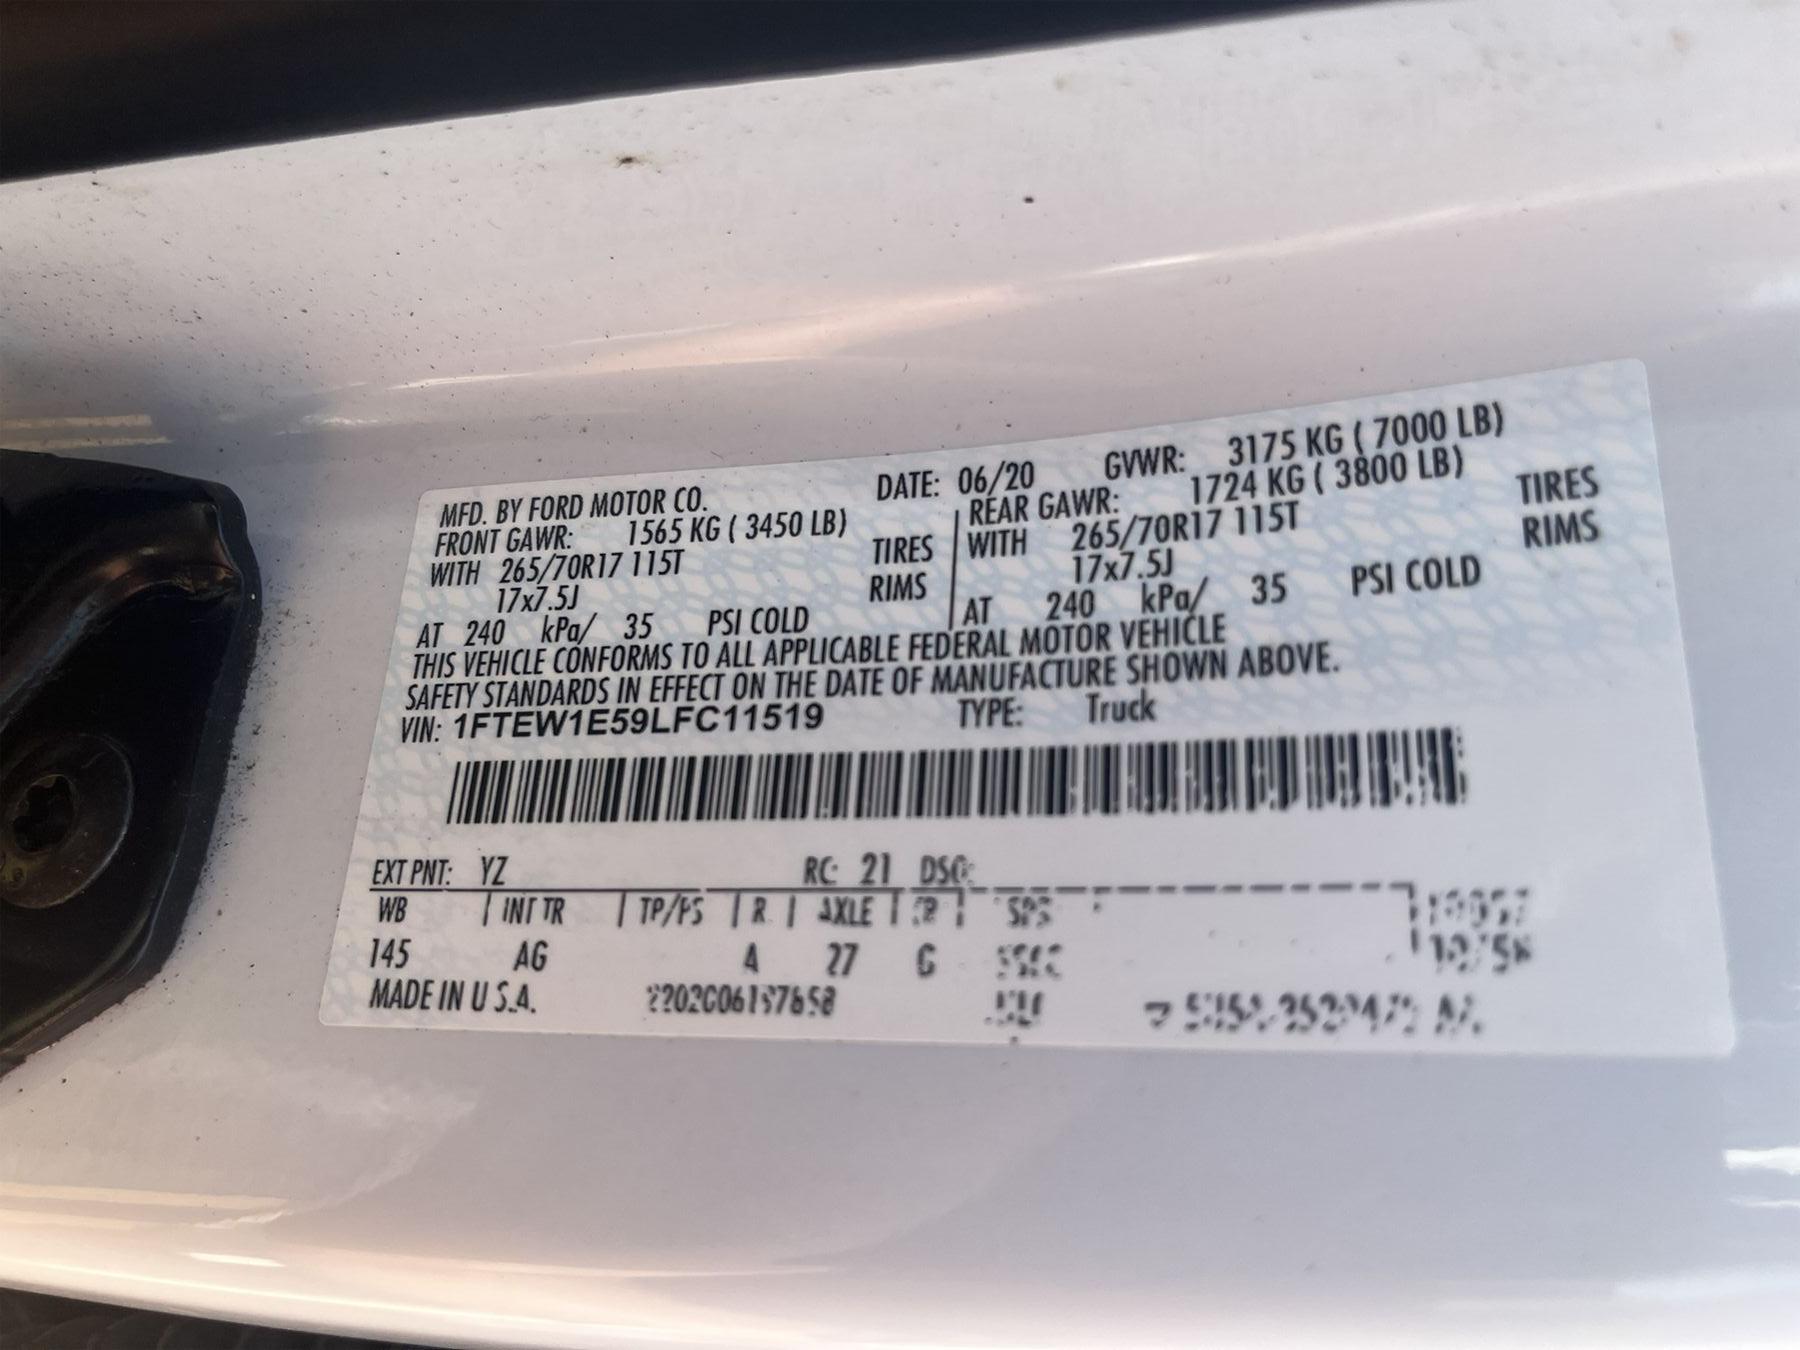 MFD. BY FORD MOTOR CO. DATE: 06/20 GVWR: 3175 KG ( 7000 LB)
FRONT GAWR: 1565 KG ( 3450 LB) REAR GAWR: 1724 KG ( 3800 LB)
WITH 265/70R17 115T TIRES WITH 265/70R17 115T TIRES
17x7.5J RIMS 17x7.5J RIMS
AT 240 kPa/ 35 PSI COLD AT 240 kPa/ 35 PSI COLD
THIS VEHICLE CONFORMS TO ALL APPLICABLE FEDERAL MOTOR VEHICLE
SAFETY STANDARDS IN EFFECT ON THE DATE OF MANUFACTURE SHOWN ABOVE.
VIN: 1FTEW1E59LFC11519 TYPE: Truck
EXT PNT: YZ RC: 21 DSO:
WB INT TR TP/PS R AXLE TR SPS
145 AG A 27 G
MADE IN U.S.A.